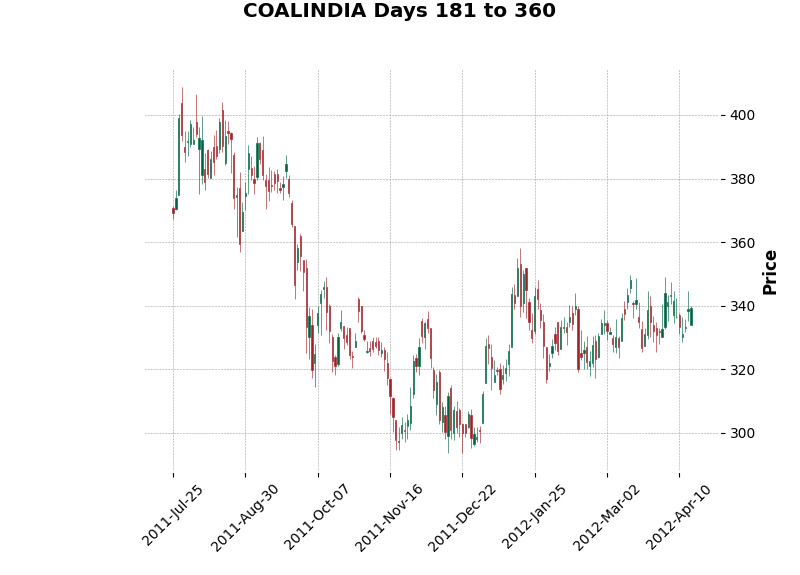 COALINDIA Days 181 to 360
400
380
360
340
320
300
Price
2011-Jul-25
2011-Aug-30
2011-Oct-07
2011-Nov-16
2011-Dec-22
2012-Jan-25
2012-Mar-02
2012-Apr-10